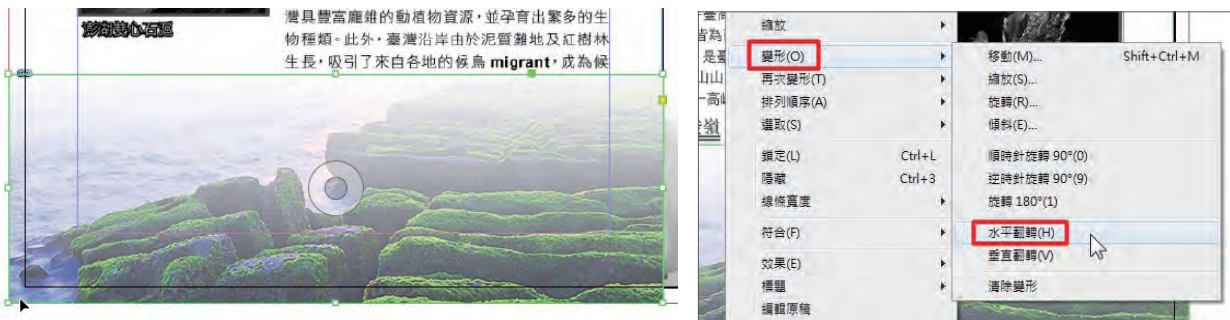 澎湖雙心石滬
灣具豐富龐雜的動植物資源，並孕育出繁多的生
物種類。此外，臺灣沿岸由於泥質灘地及紅樹林
生長，吸引了來自各地的候鳥 migrant，成為候
縮放
變形(O)
再次變形(T)
排列順序(A)
選取(S)
鎖定(L) Ctrl+L
隱藏 Ctrl+3
線條寬度
符合(F)
效果(E)
標題
編輯原稿
移動(M)... Shift+Ctrl+M
縮放(S)...
旋轉(R)...
傾斜(E)...
順時針旋轉 90°(0)
逆時針旋轉 90°(9)
旋轉 180°(1)
水平翻轉(H)
垂直翻轉(V)
清除變形